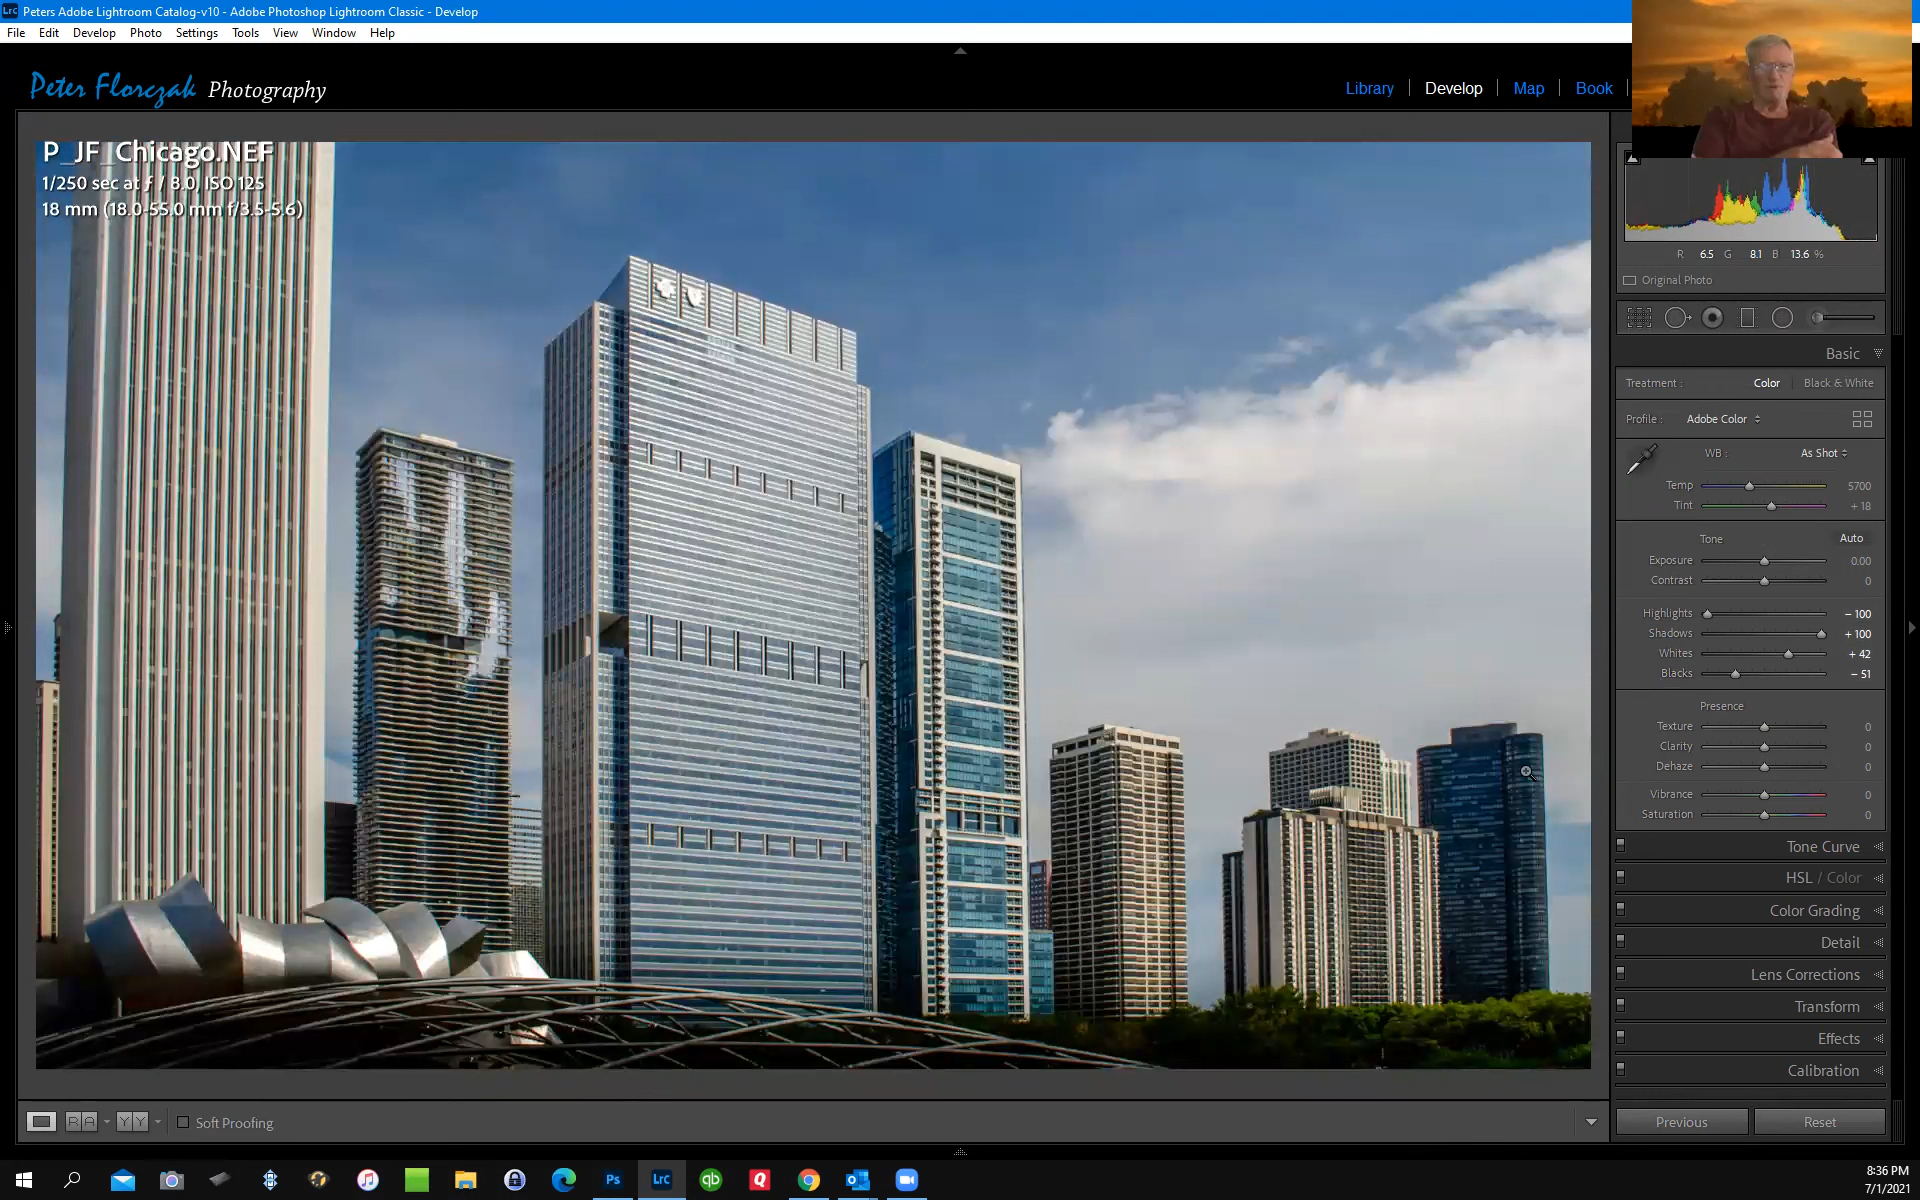 Peters Adobe Lightroom Catalog-v10 - Adobe Photoshop Lightroom Classic - Develop
File Edit Develop Photo Settings Tools View Window Help
Peter Florczak Photography
Library | Develop | Map | Book |
P_JF_Chicago.NEF
1/250 sec at ƒ / 8.0, ISO 125
18 mm (18.0-55.0 mm f/3.5-5.6)
R 6.5 G 8.1 B 13.6 %
Original Photo
Basic
Treatment : Color Black & White
Profile : Adobe Color
WB : As Shot
Temp 5700
Tint + 18
Tone Auto
Exposure 0.00
Contrast 0
Highlights − 100
Shadows + 100
Whites + 42
Blacks − 51
Presence
Texture 0
Clarity 0
Dehaze 0
Vibrance 0
Saturation 0
Tone Curve
HSL / Color
Color Grading
Detail
Lens Corrections
Transform
Effects
Calibration
R A Y Y Soft Proofing
Previous Reset
Lrc
Ps LrC qb Q
8:36 PM
7/1/2021